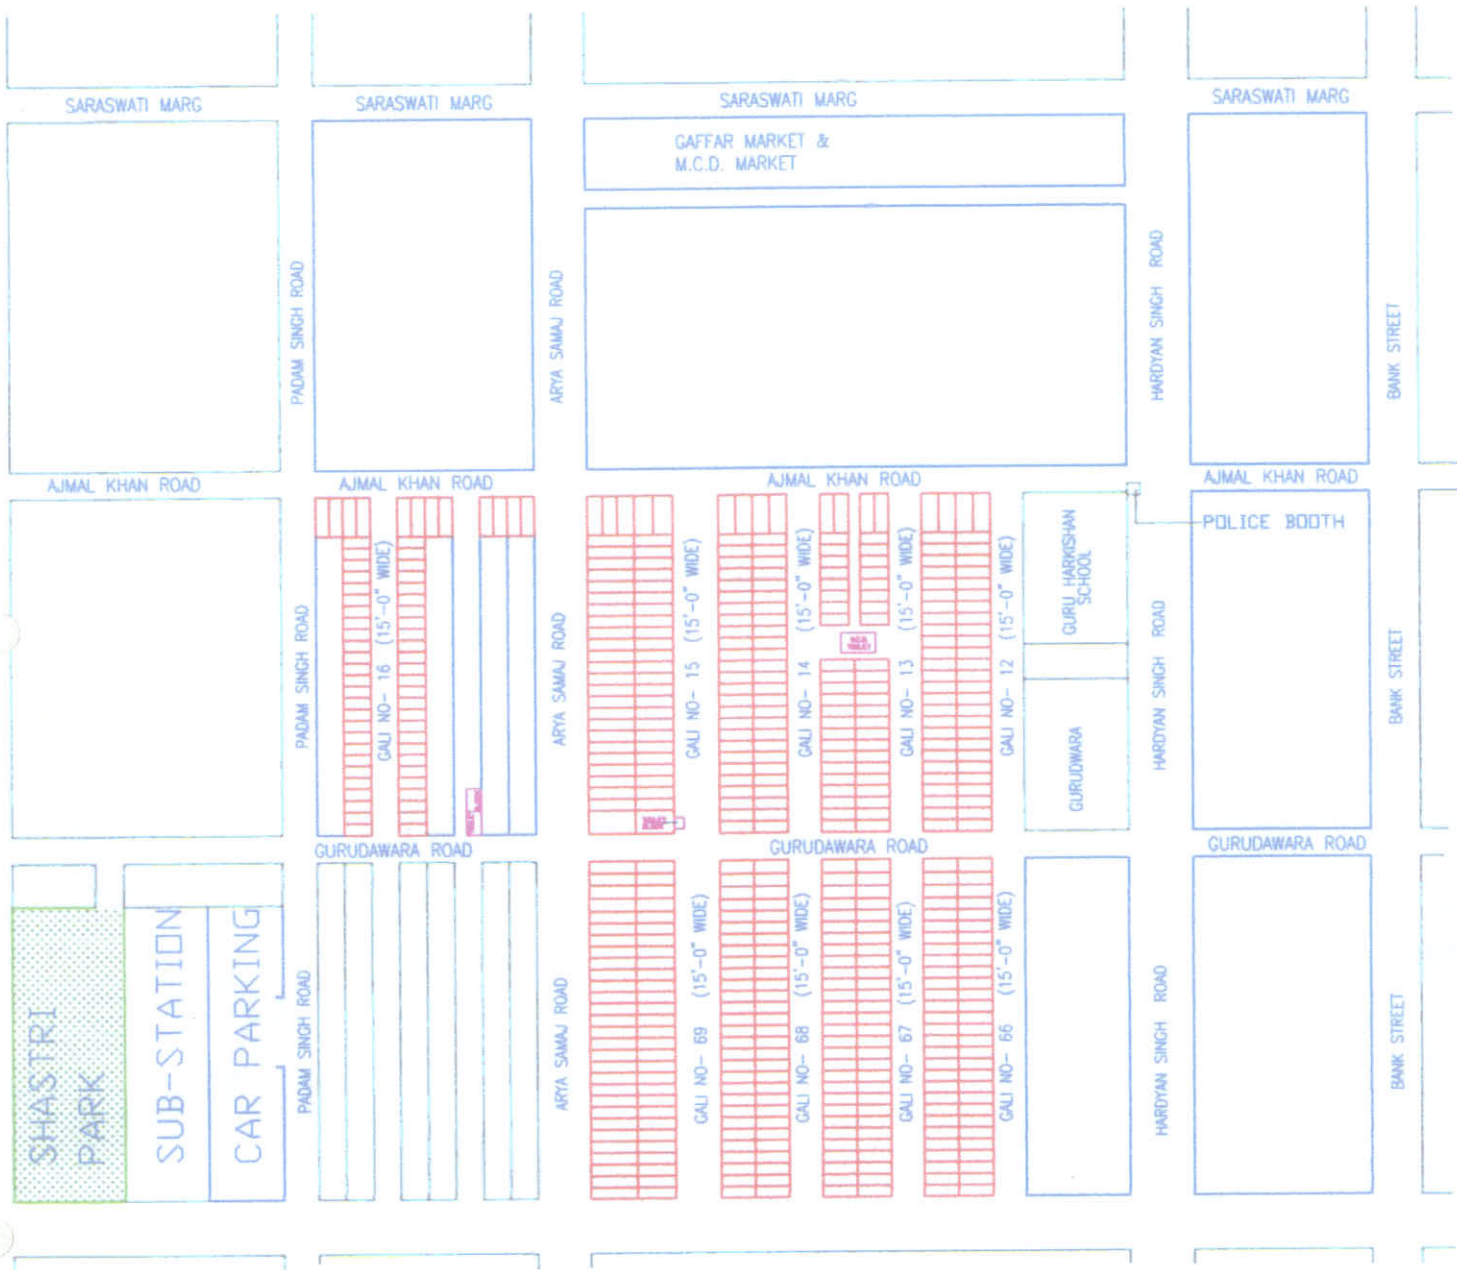 SARASWATI MARG
SARASWATI MARG
SARASWATI MARG
SARASWATI MARG
GAFFAR MARKET &
M.C.D. MARKET
PADAM SINGH ROAD
ARYA SAMAJ ROAD
HARDYAN SINGH ROAD
BANK STREET
AJMAL KHAN ROAD
AJMAL KHAN ROAD
AJMAL KHAN ROAD
AJMAL KHAN ROAD
POLICE BOOTH
PADAM SINGH ROAD
GALI NO- 16 (15'-0" WIDE)
ARYA SAMAJ ROAD
GALI NO- 15 (15'-0" WIDE)
GALI NO- 14 (15'-0" WIDE)
GALI NO- 13 (15'-0" WIDE)
GALI NO- 12 (15'-0" WIDE)
GURU HARKISHAN
SCHOOL
GURUDWARA
HARDYAN SINGH ROAD
BANK STREET
TOILET
TOILET
GURUDAWARA ROAD
GURUDAWARA ROAD
GURUDAWARA ROAD
SHASTRI
PARK
SUB-STATION
CAR PARKING
PADAM SINGH ROAD
ARYA SAMAJ ROAD
GALI NO- 69 (15'-0" WIDE)
GALI NO- 68 (15'-0" WIDE)
GALI NO- 67 (15'-0" WIDE)
GALI NO- 66 (15'-0" WIDE)
HARDYAN SINGH ROAD
BANK STREET